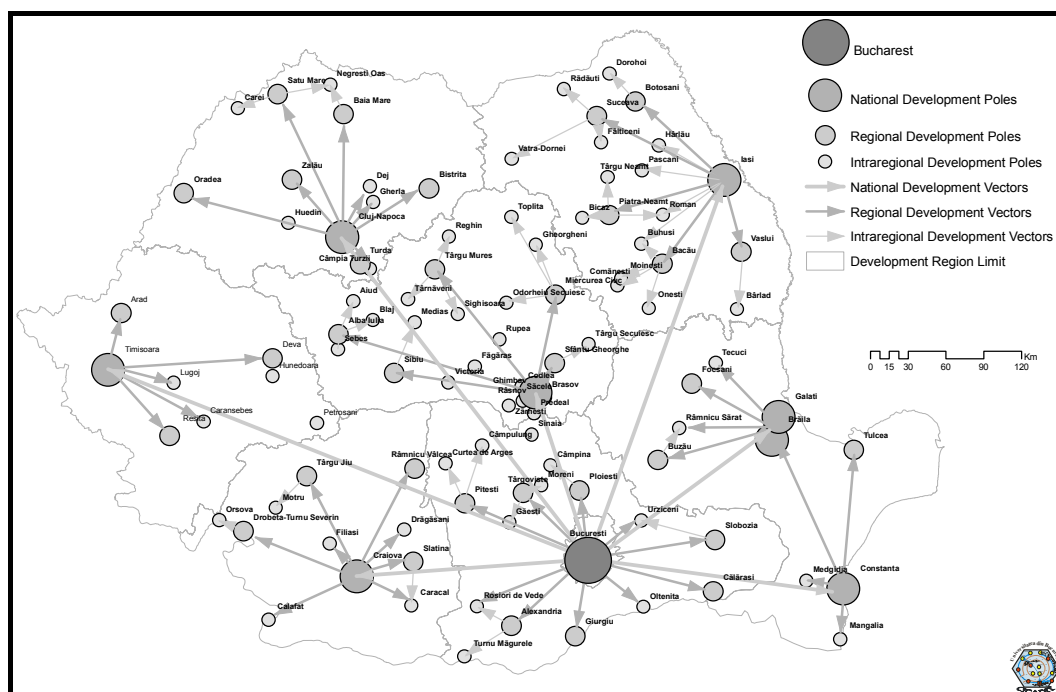 Bucharest
National Development Poles
Regional Development Poles
Intraregional Development Poles
National Development Vectors
Regional Development Vectors
Intraregional Development Vectors
Development Region Limit
Km
0 15 30 60 90 120
Negresti Oas
Satu Mare
Carei
Baia Mare
Zalău
Oradea
Dej
Gherla
Bistrita
Huedin
Cluj-Napoca
Turda
Câmpia Turzii
Dorohoi
Rădăuti
Botosani
Suceava
Fălticeni
Hârlău
Vatra-Dornei
Pascani
Târgu Neamt
Iasi
Bicaz
Piatra-Neamt
Roman
Buhusi
Bacău
Moinesti
Comănesti
Onesti
Vaslui
Bârlad
Toplita
Gheorgheni
Reghin
Târgu Mures
Târnăveni
Sighisoara
Odorheiu Secuiesc
Miercurea Ciuc
Aiud
Blaj
Alba Iulia
Sebes
Medias
Sibiu
Rupea
Târgu Secuiesc
Sfântu Gheorghe
Făgăras
Victoria
Codlea
Ghimbav
Săcele
Brasov
Râsnov
Predeal
Zărnesti
Sinaia
Arad
Timisoara
Lugoj
Deva
Hunedoara
Caransebes
Resita
Petrosani
Tecuci
Focsani
Galati
Brăila
Râmnicu Sărat
Buzău
Tulcea
Câmpulung
Curtea de Arges
Râmnicu Vâlcea
Târgu Jiu
Motru
Orsova
Drobeta-Turnu Severin
Filiasi
Drăgăsani
Craiova
Slatina
Caracal
Calafat
Câmpina
Moreni
Târgoviste
Ploiesti
Pitesti
Găesti
Urziceni
Bucuresti
Slobozia
Călărasi
Oltenita
Giurgiu
Rosiori de Vede
Alexandria
Turnu Măgurele
Medgidia
Constanta
Mangalia